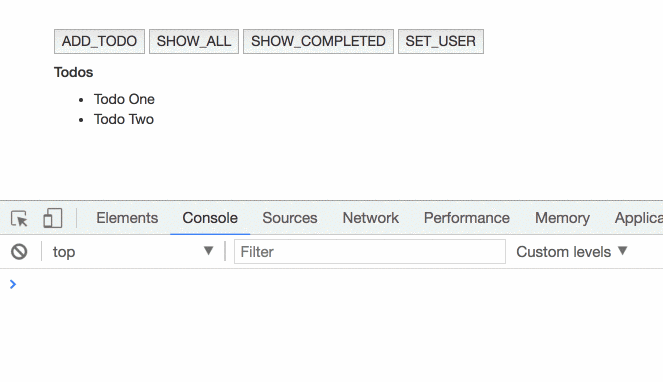 ADD_TODO SHOW_ALL SHOW_COMPLETED SET_USER
Todos
• Todo One
• Todo Two
Elements Console Sources Network Performance Memory Applica
top Filter Custom levels